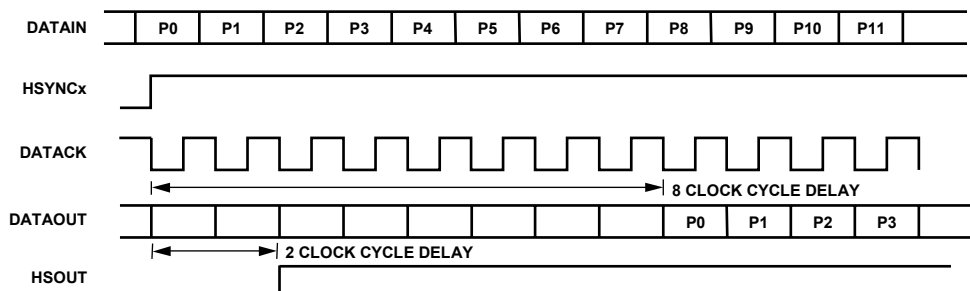 DATAIN P0 P1 P2 P3 P4 P5 P6 P7 P8 P9 P10 P11
HSYNCx
DATACK
8 CLOCK CYCLE DELAY
DATAOUT P0 P1 P2 P3
2 CLOCK CYCLE DELAY
HSOUT